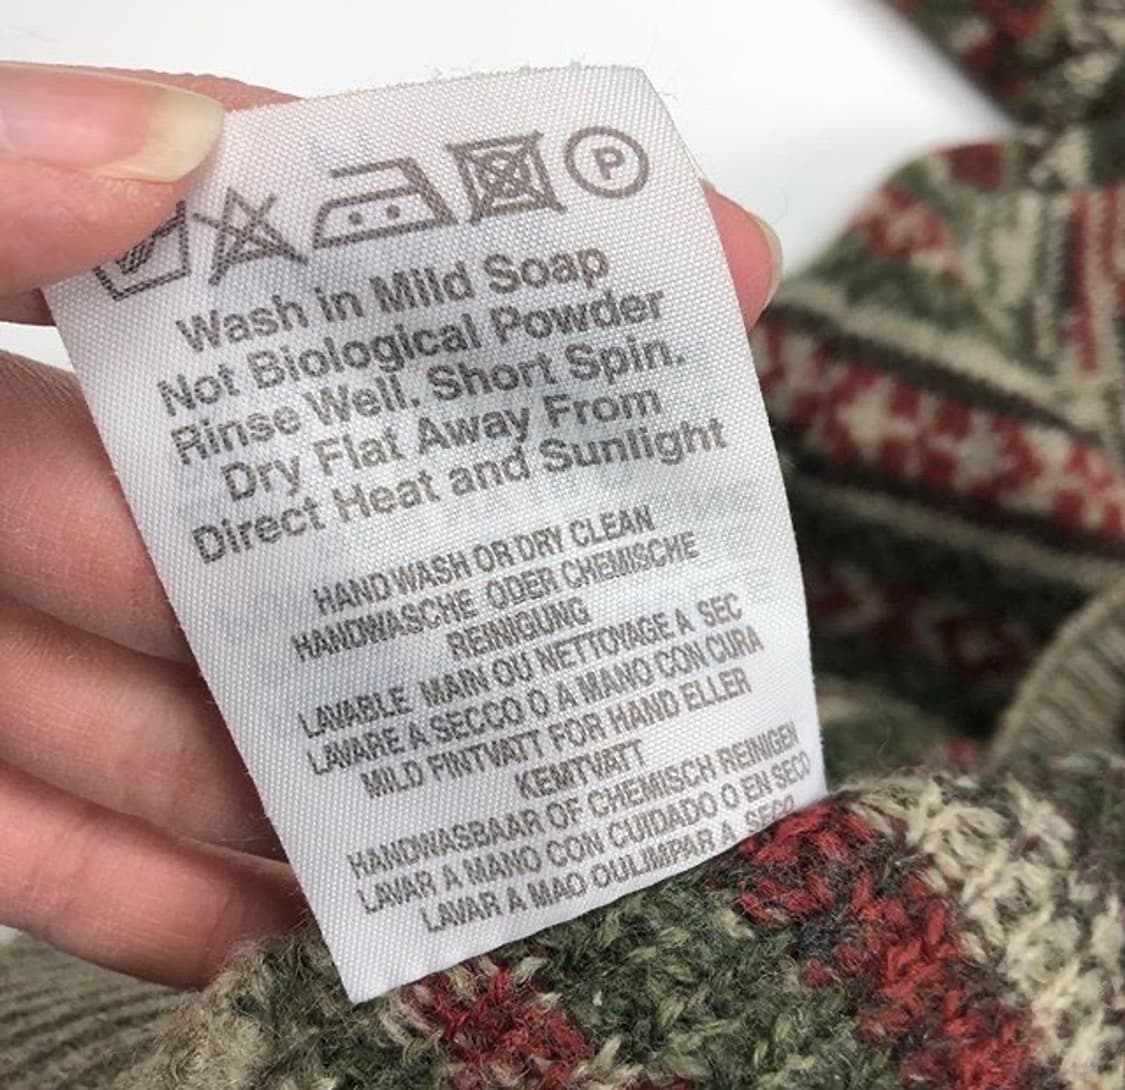 P
Wash in Mild Soap
Not Biological Powder
Rinse Well. Short Spin.
Dry Flat Away From
Direct Heat and Sunlight
HAND WASH OR DRY CLEAN
HANDWASCHE ODER CHEMISCHE
REINIGUNG
LAVABLE MAIN OU NETTOYAGE A SEC
LAVARE A SECCO O A MANO CON CURA
MILD FINTVATT FOR HAND ELLER
KEMTVATT
HANDWASBAAR OF CHEMISCH REINIGEN
LAVAR A MANO CON CUIDADO O EN SECO
LAVAR A MAO OULIMPAR A SECO